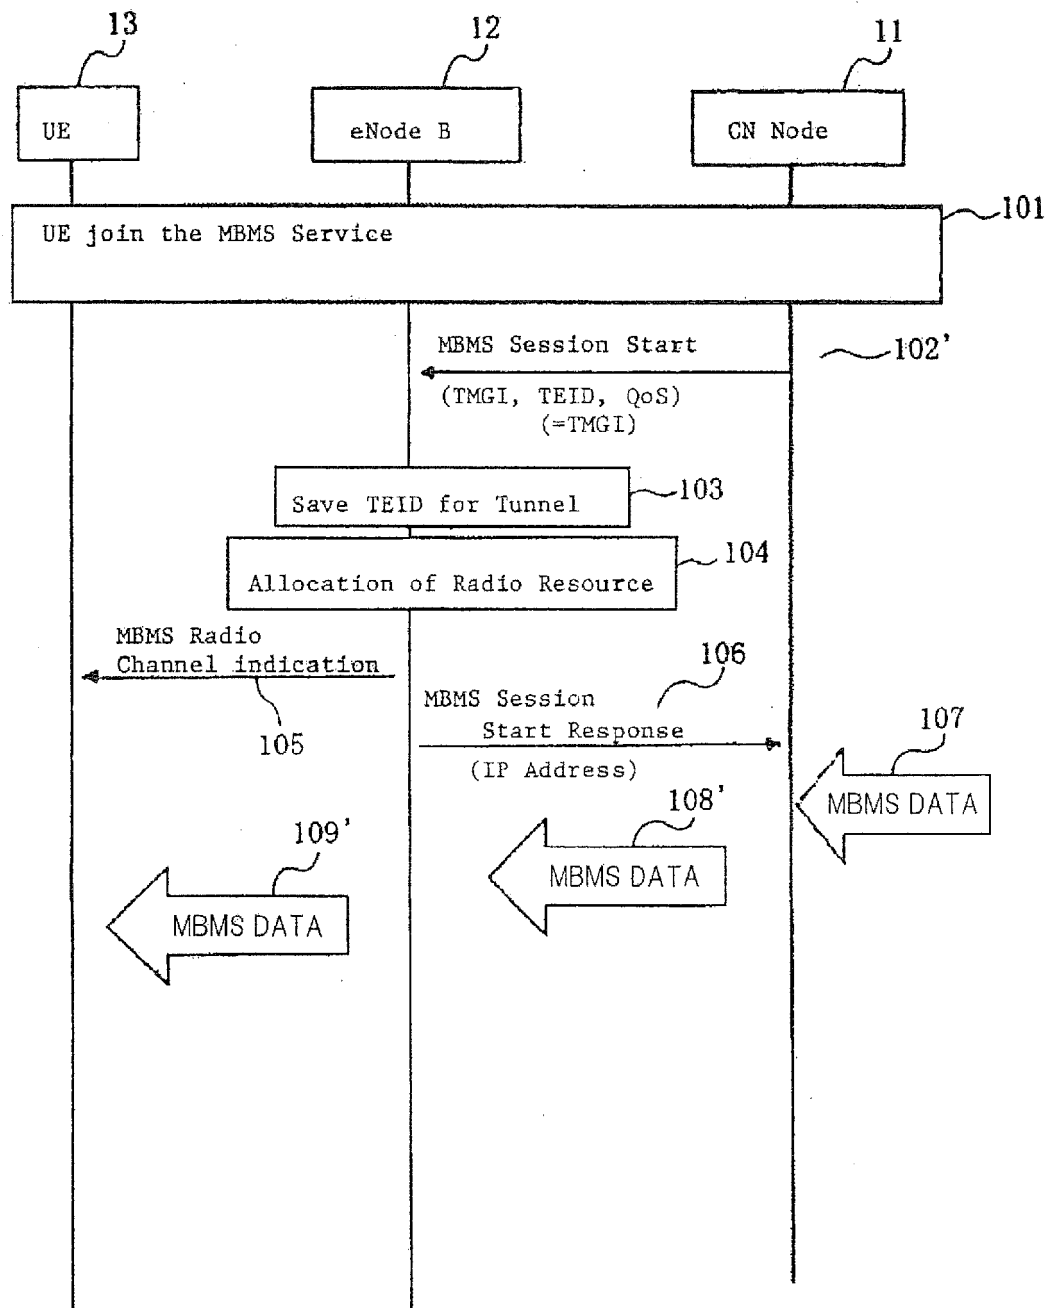 13
12
11
UE
eNode B
CN Node
101
UE join the MBMS Service
MBMS Session Start
102'
(TMGI, TEID, QoS)
(=TMGI)
103
Save TEID for Tunnel
104
Allocation of Radio Resource
MBMS Radio
Channel indication
105
106
MBMS Session
Start Response
(IP Address)
107
MBMS DATA
108'
MBMS DATA
109'
MBMS DATA